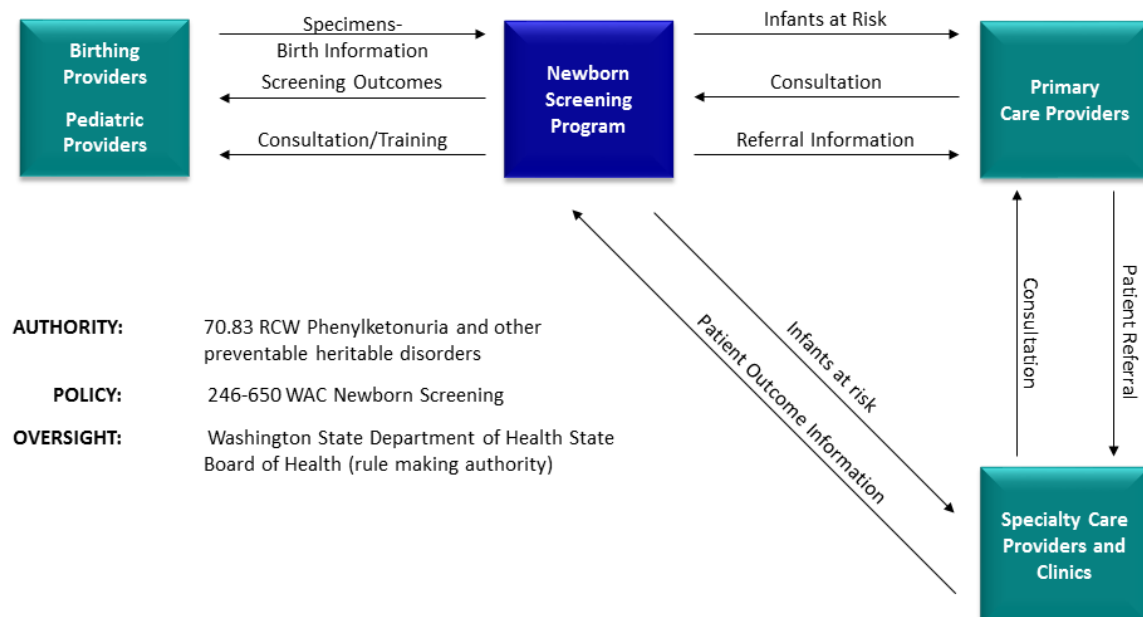 Birthing
Providers
Pediatric
Providers
Specimens-
Birth Information
Screening Outcomes
Consultation/Training
Newborn
Screening
Program
Infants at Risk
Consultation
Referral Information
Primary
Care Providers
Consultation
Patient Referral
Infants at risk
Patient Outcome Information
AUTHORITY: 70.83 RCW Phenylketonuria and other
preventable heritable disorders
POLICY: 246-650 WAC Newborn Screening
OVERSIGHT: Washington State Department of Health State
Board of Health (rule making authority)
Specialty Care
Providers and
Clinics